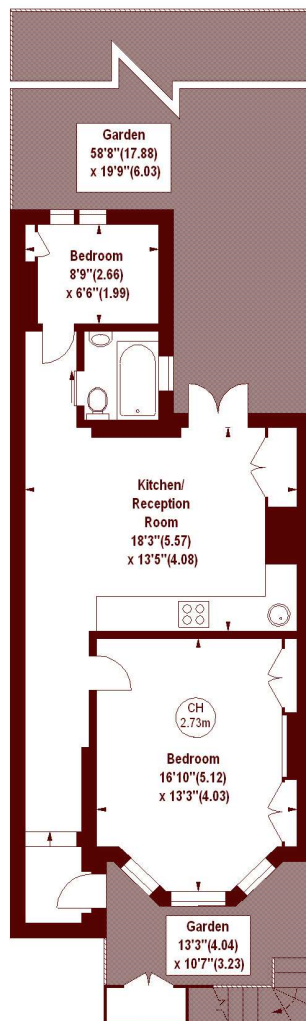 Garden
58'8"(17.88)
x 19'9"(6.03)
Bedroom
8'9"(2.66)
x 6'6"(1.99)
Kitchen/
Reception
Room
18'3"(5.57)
x 13'5"(4.08)
CH
2.73m
Bedroom
16'10"(5.12)
x 13'3"(4.03)
Garden
13'3"(4.04)
x 10'7"(3.23)